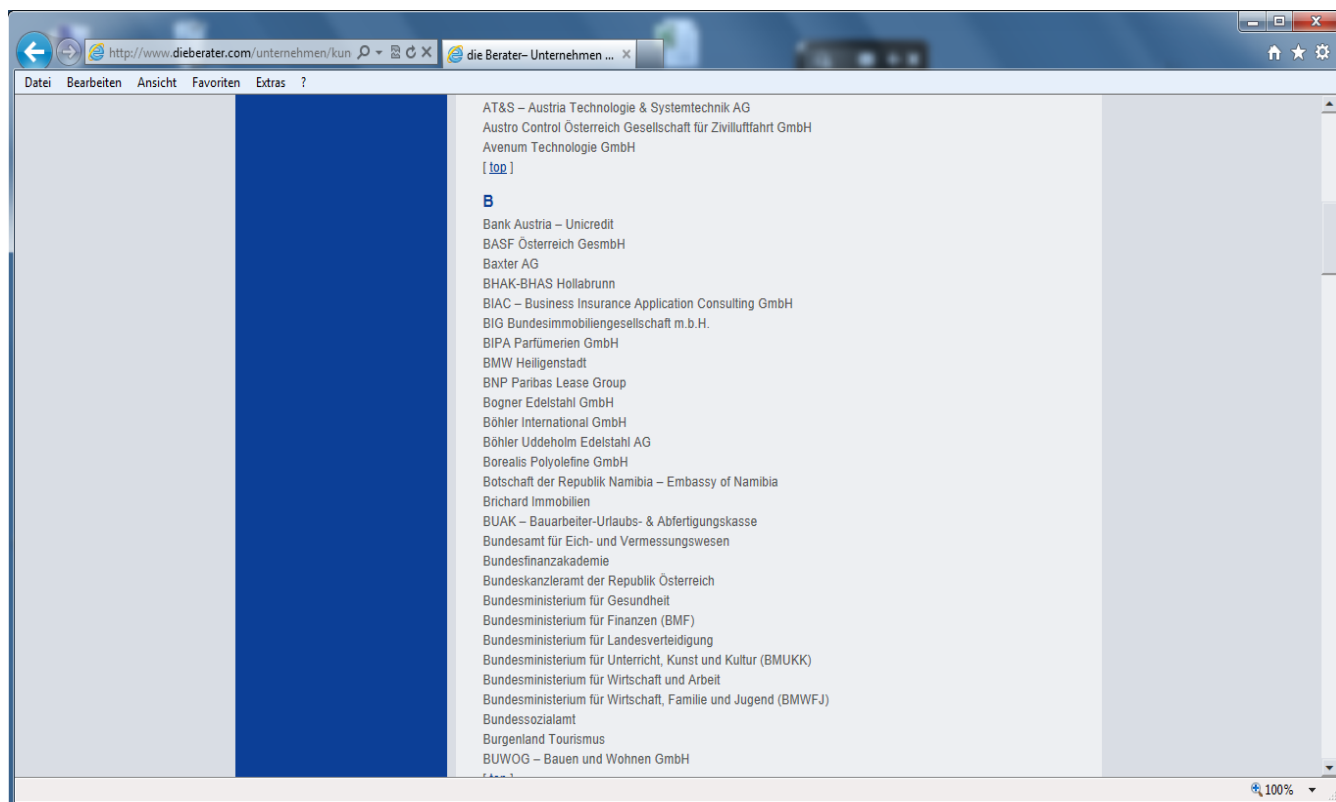 http://www.dieberater.com/unternehmen/kun
die Berater– Unternehmen ...
Datei Bearbeiten Ansicht Favoriten Extras ?
AT&S – Austria Technologie & Systemtechnik AG
Austro Control Österreich Gesellschaft für Zivilluftfahrt GmbH
Avenum Technologie GmbH
[ top ]
B
Bank Austria – Unicredit
BASF Österreich GesmbH
Baxter AG
BHAK-BHAS Hollabrunn
BIAC – Business Insurance Application Consulting GmbH
BIG Bundesimmobiliengesellschaft m.b.H.
BIPA Parfümerien GmbH
BMW Heiligenstadt
BNP Paribas Lease Group
Bogner Edelstahl GmbH
Böhler International GmbH
Böhler Uddeholm Edelstahl AG
Borealis Polyolefine GmbH
Botschaft der Republik Namibia – Embassy of Namibia
Brichard Immobilien
BUAK – Bauarbeiter-Urlaubs- & Abfertigungskasse
Bundesamt für Eich- und Vermessungswesen
Bundesfinanzakademie
Bundeskanzleramt der Republik Österreich
Bundesministerium für Gesundheit
Bundesministerium für Finanzen (BMF)
Bundesministerium für Landesverteidigung
Bundesministerium für Unterricht, Kunst und Kultur (BMUKK)
Bundesministerium für Wirtschaft und Arbeit
Bundesministerium für Wirtschaft, Familie und Jugend (BMWFJ)
Bundessozialamt
Burgenland Tourismus
BUWOG – Bauen und Wohnen GmbH
[ top ]
100%